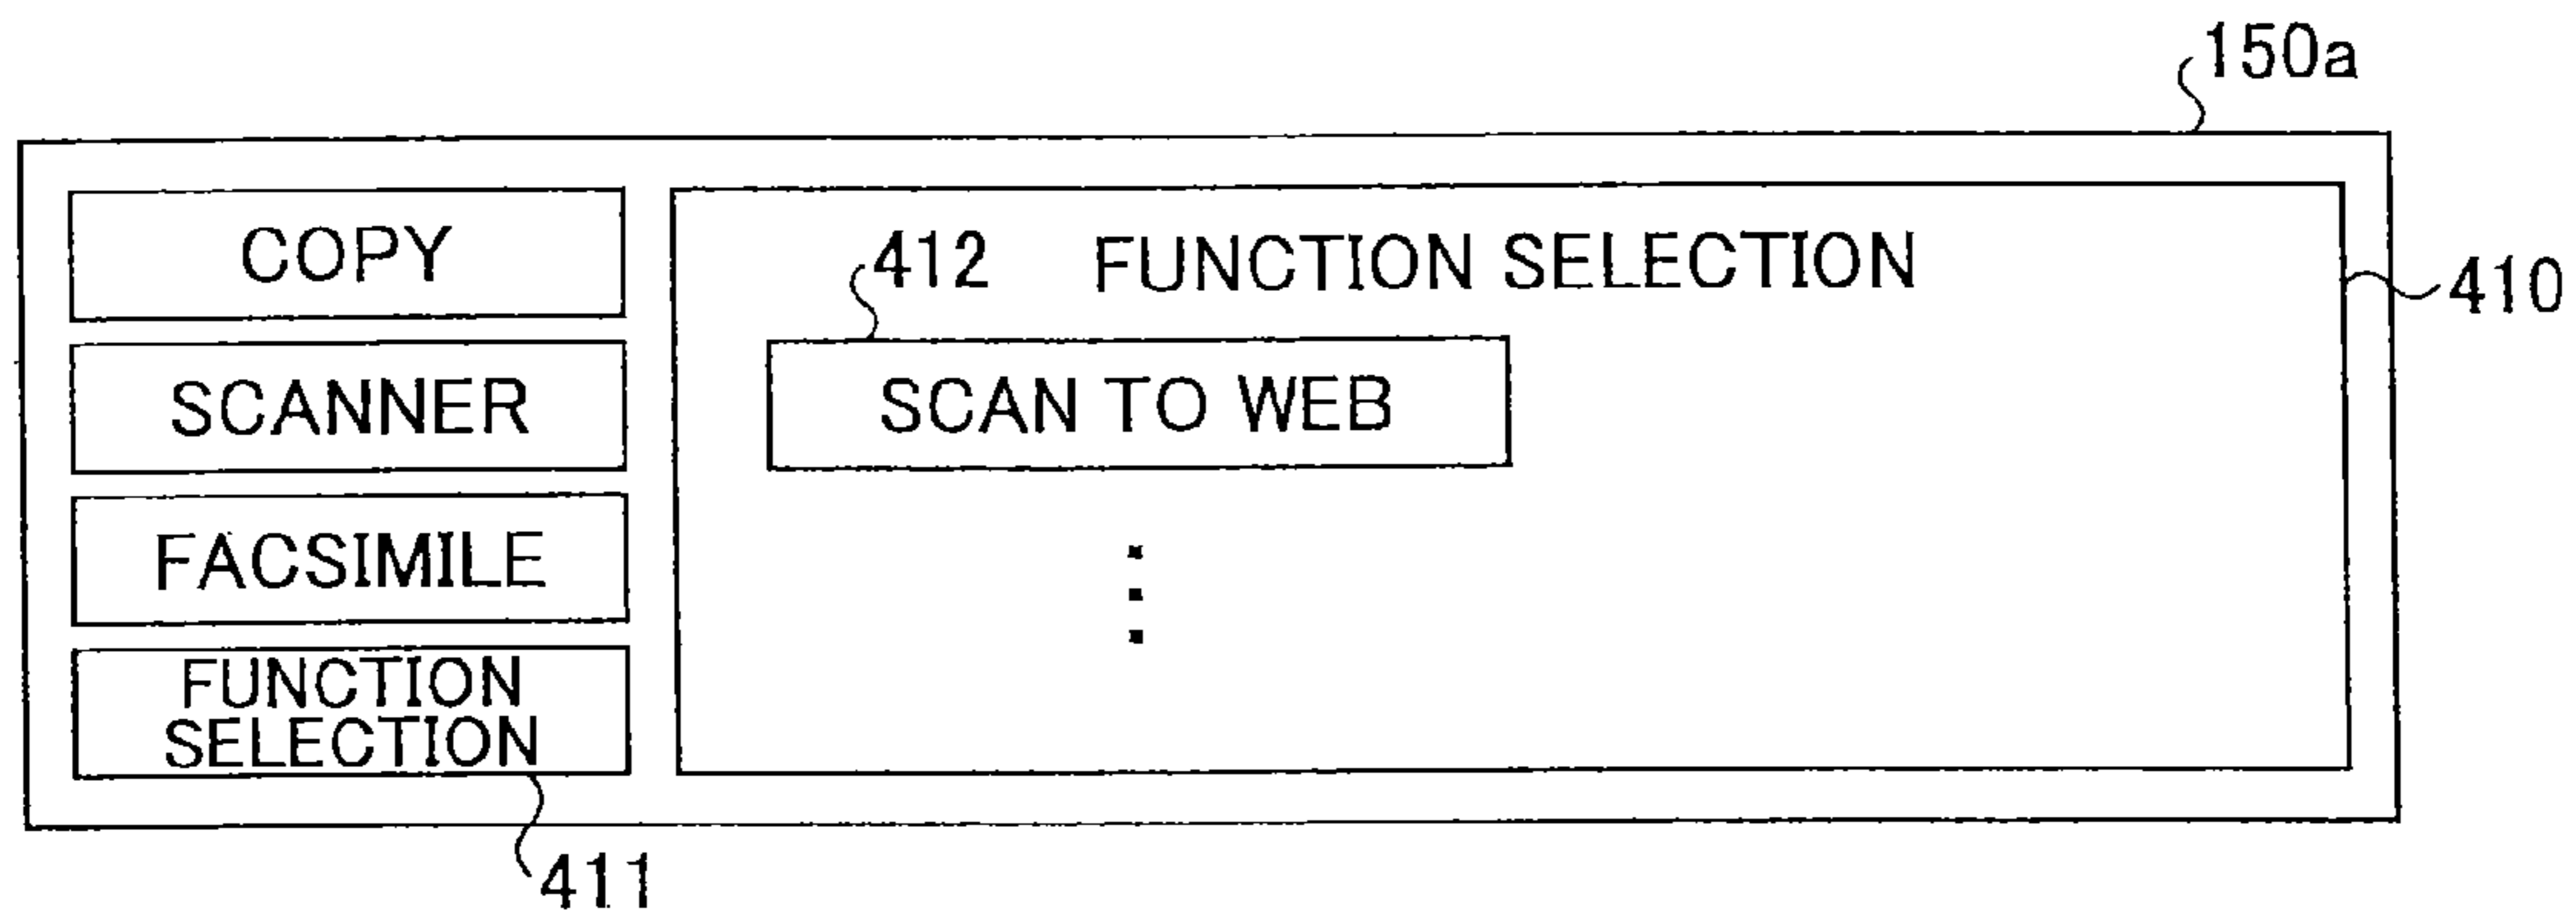 150a
COPY
SCANNER
FACSIMILE
FUNCTION
SELECTION
411
412
FUNCTION SELECTION
410
SCAN TO WEB